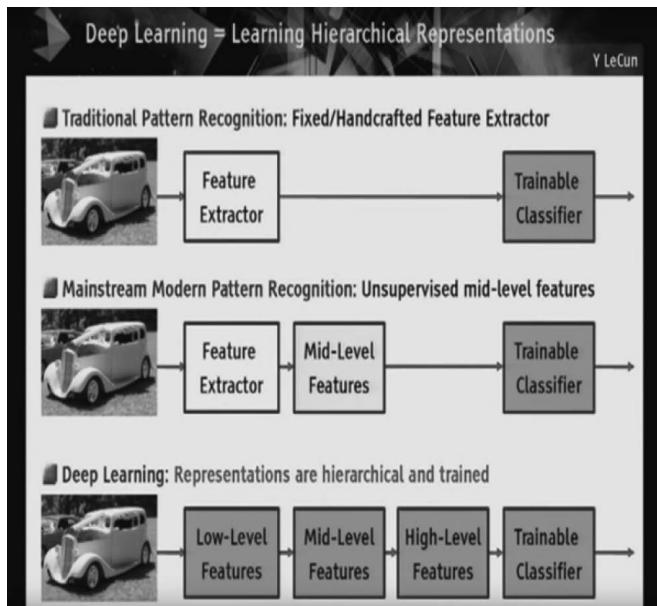 Deep Learning = Learning Hierarchical Representations
Y LeCun
Traditional Pattern Recognition: Fixed/Handcrafted Feature Extractor
Feature
Extractor
Trainable
Classifier
Mainstream Modern Pattern Recognition: Unsupervised mid-level features
Feature
Extractor
Mid-Level
Features
Trainable
Classifier
Deep Learning: Representations are hierarchical and trained
Low-Level
Features
Mid-Level
Features
High-Level
Features
Trainable
Classifier